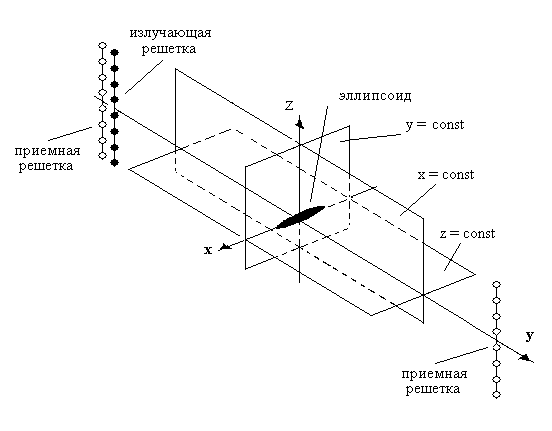 излучающая
решетка
эллипсоид
Z
y = const
приемная
решетка
x = const
z = const
x
y
приемная
решетка